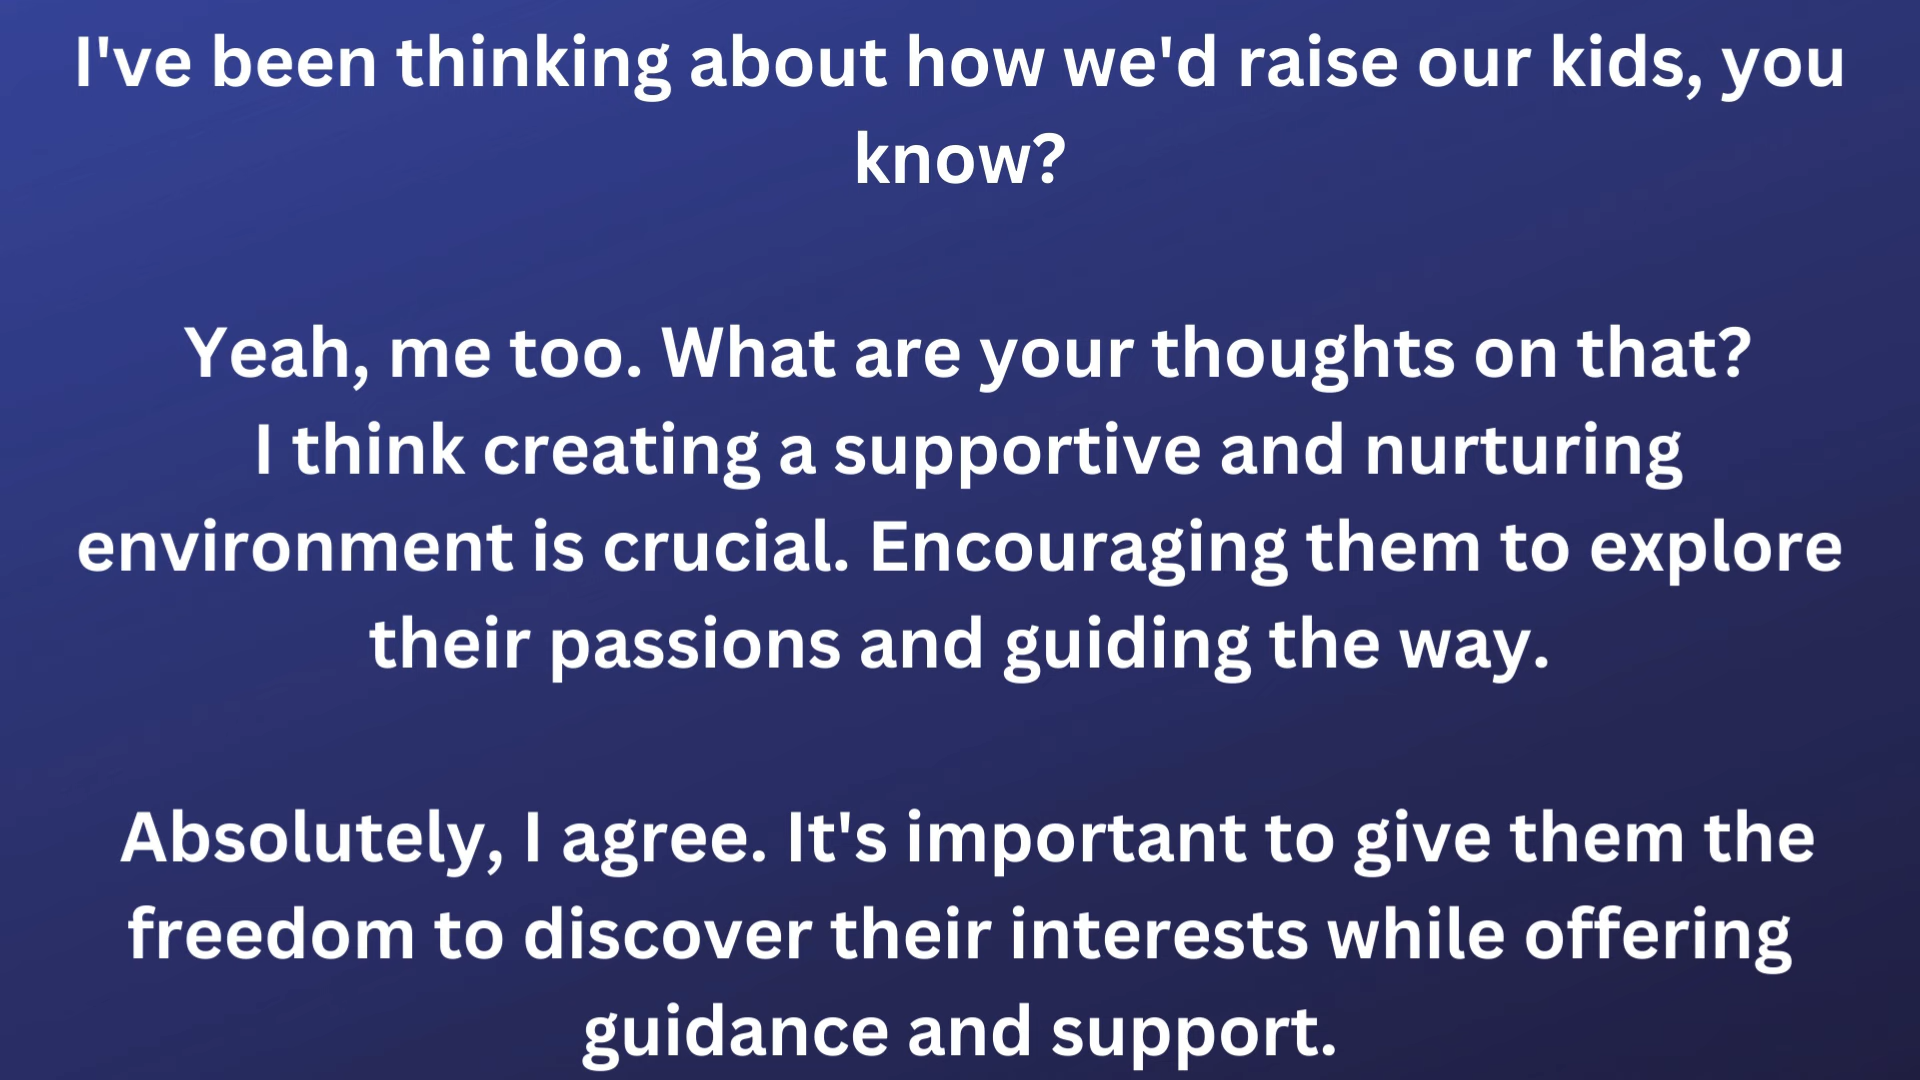 I've been thinking about how we'd raise our kids, you
know?
Yeah, me too. What are your thoughts on that?
I think creating a supportive and nurturing
environment is crucial. Encouraging them to explore
their passions and guiding the way.
Absolutely, I agree. It's important to give them the
freedom to discover their interests while offering
guidance and support.